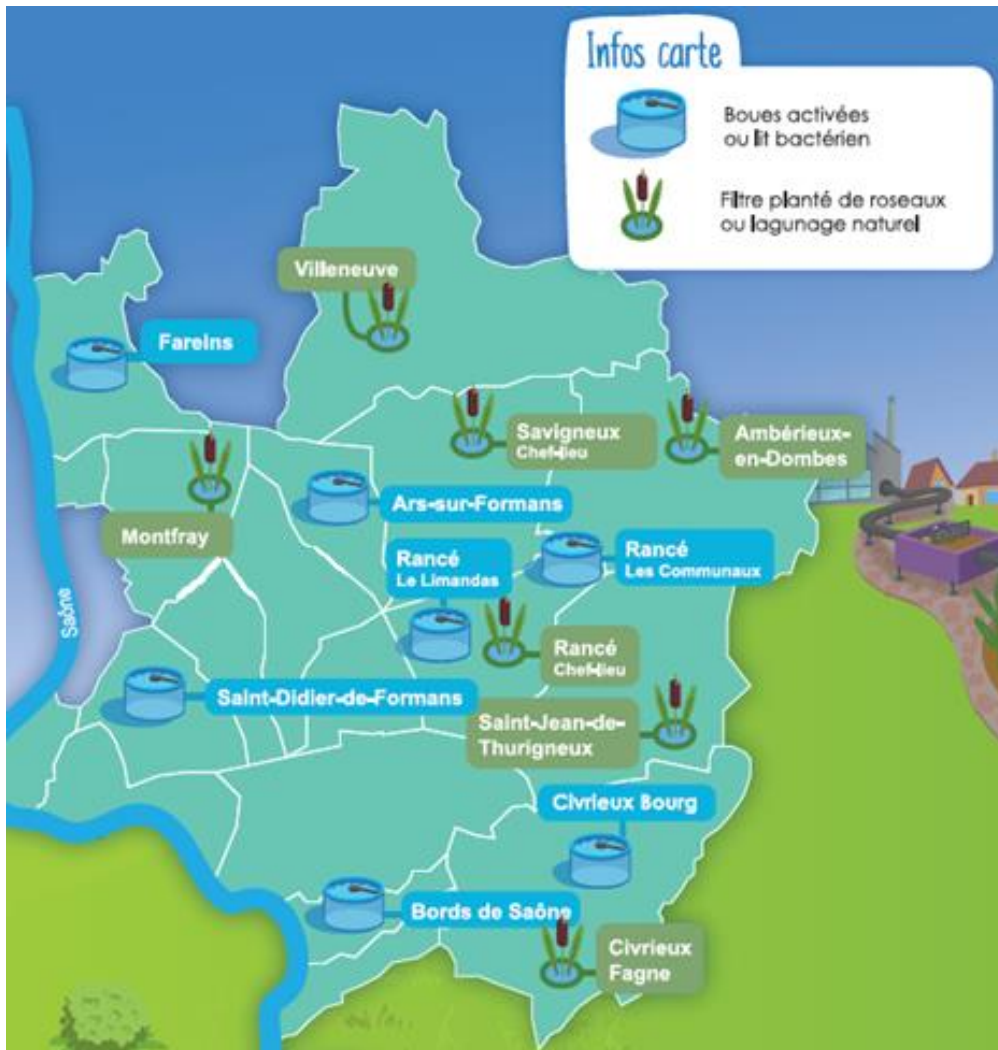 Infos carte
Boues activées
ou lit bactérien
Filtre planté de roseaux
ou lagunage naturel
Villeneuve
Fareins
Savigneux
Chef-lieu
Ambérieux-
en-Dombes
Ars-sur-Formans
Montfray
Rancé
Le Limandas
Rancé
Les Communaux
Saône
Rancé
Chef-lieu
Saint-Didier-de-Formans
Saint-Jean-de-
Thurigneux
Civrieux Bourg
Bords de Saône
Civrieux
Fagne